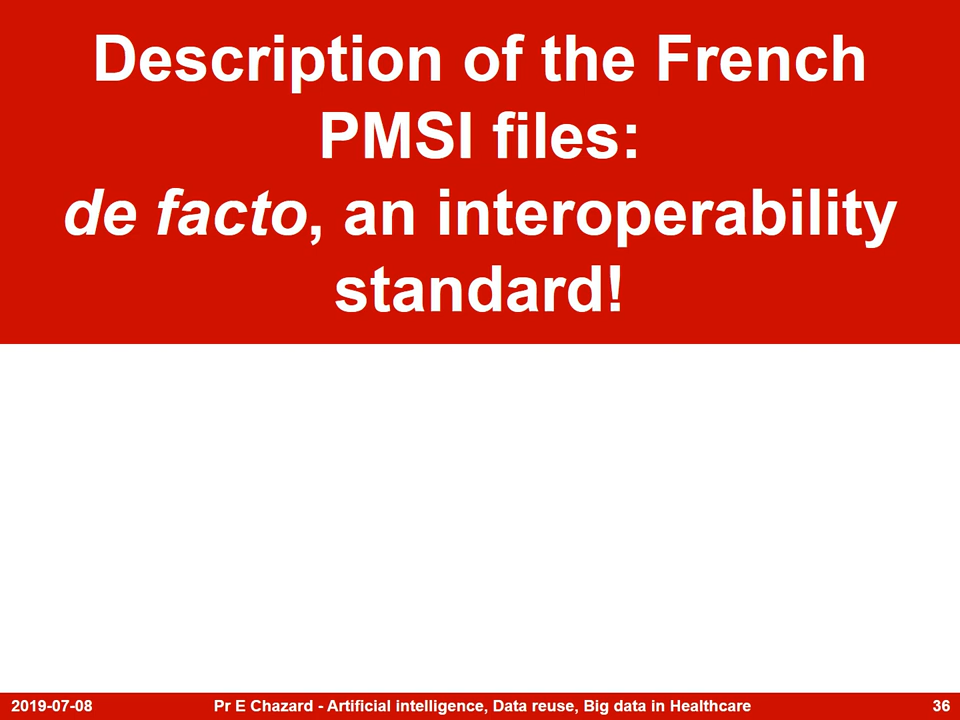 Description of the French
PMSI files:
de facto, an interoperability
standard!
2019-07-08 Pr E Chazard - Artificial intelligence, Data reuse, Big data in Healthcare 36